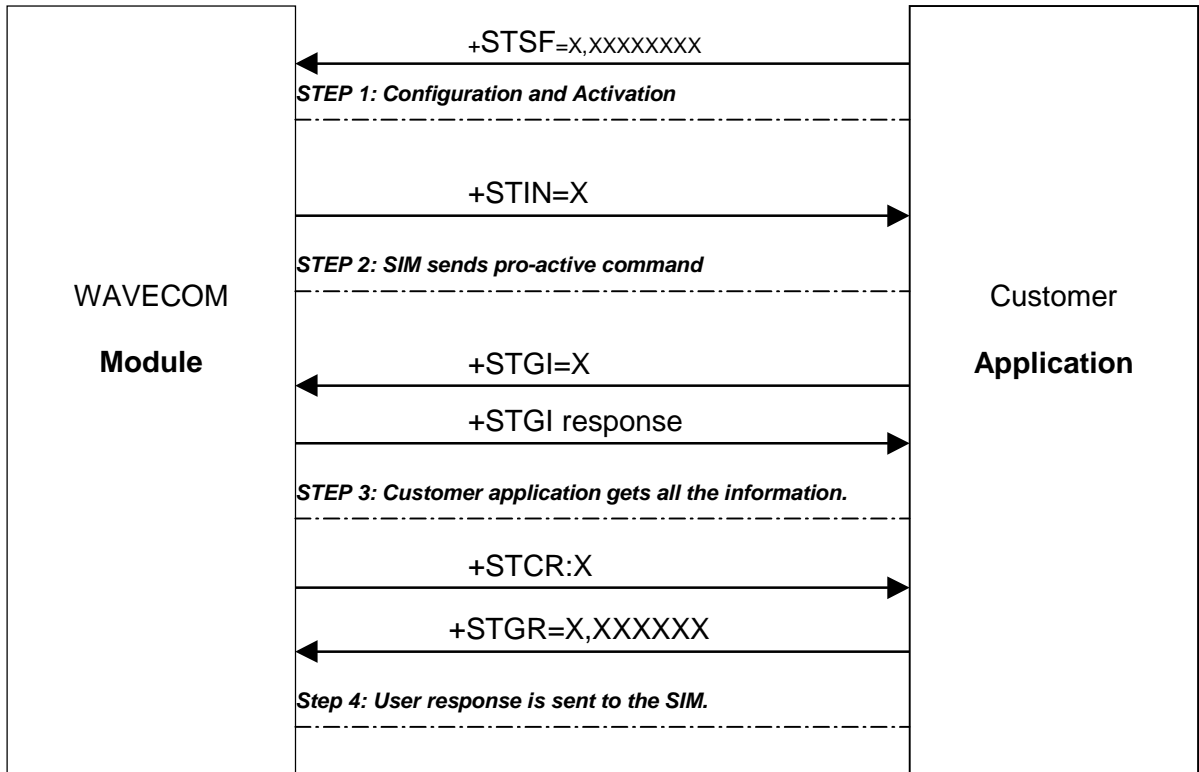 +STSF=X,XXXXXXXX
STEP 1: Configuration and Activation
+STIN=X
STEP 2: SIM sends pro-active command
WAVECOM
Module
Customer
Application
+STGI=X
+STGI response
STEP 3: Customer application gets all the information.
+STCR:X
+STGR=X,XXXXXX
Step 4: User response is sent to the SIM.